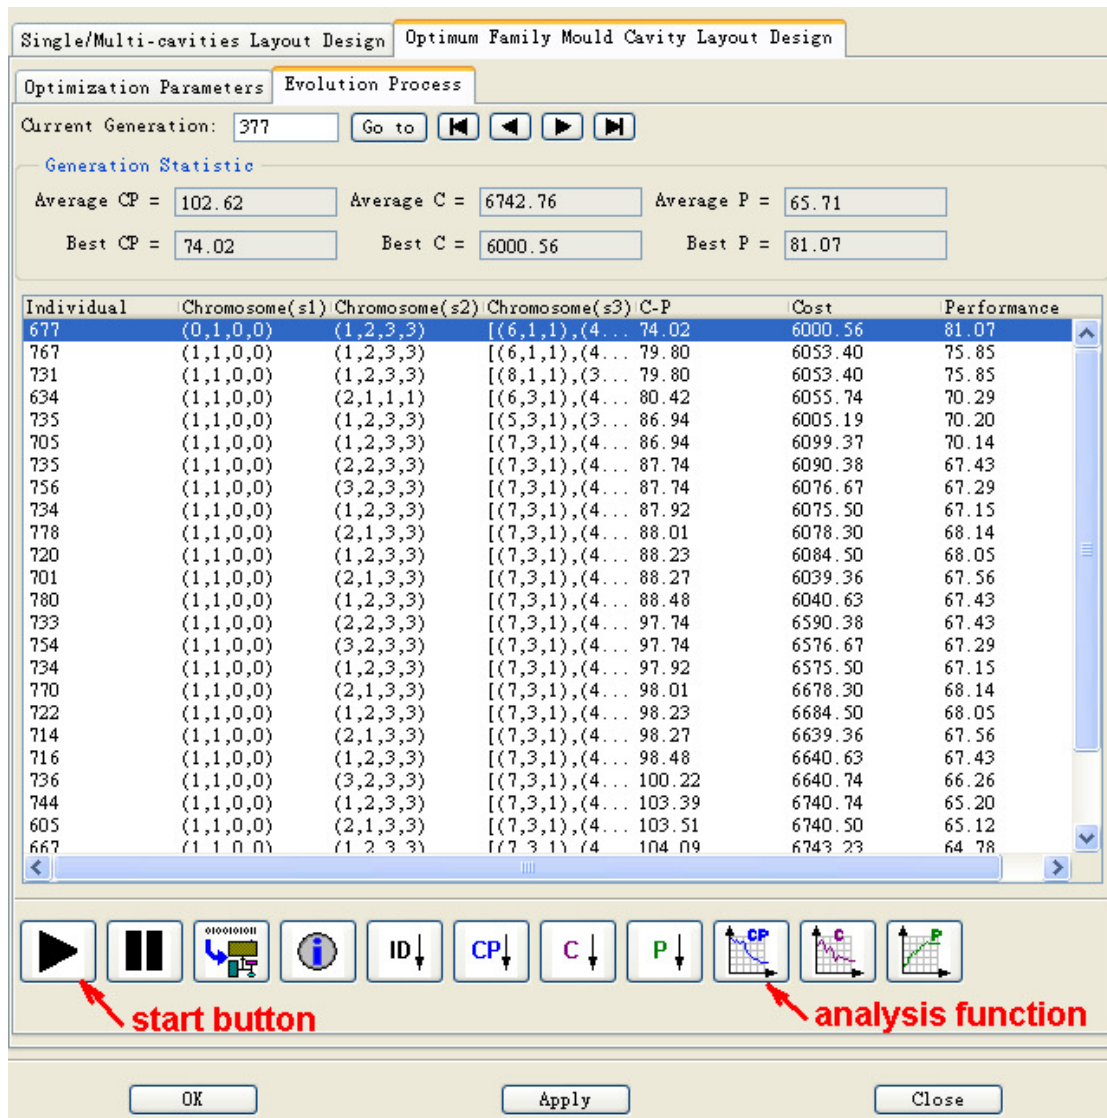 Single/Multi-cavities Layout Design Optimum Family Mould Cavity Layout Design
Optimization Parameters Evolution Process
Current Generation: 377 Go to
Generation Statistic
Average CP = 102.62 Average C = 6742.76 Average P = 65.71
Best CP = 74.02 Best C = 6000.56 Best P = 81.07
Individual Chromosome(s1) Chromosome(s2) Chromosome(s3) C-P Cost Performance
677 (0,1,0,0) (1,2,3,3) [(6,1,1),(4... 74.02 6000.56 81.07
767 (1,1,0,0) (1,2,3,3) [(6,1,1),(4... 79.80 6053.40 75.85
731 (1,1,0,0) (1,2,3,3) [(8,1,1),(3... 79.80 6053.40 75.85
634 (1,1,0,0) (2,1,1,1) [(6,3,1),(4... 80.42 6055.74 70.29
735 (1,1,0,0) (1,2,3,3) [(5,3,1),(3... 86.94 6005.19 70.20
705 (1,1,0,0) (1,2,3,3) [(7,3,1),(4... 86.94 6099.37 70.14
735 (1,1,0,0) (2,2,3,3) [(7,3,1),(4... 87.74 6090.38 67.43
756 (1,1,0,0) (3,2,3,3) [(7,3,1),(4... 87.74 6076.67 67.29
734 (1,1,0,0) (1,2,3,3) [(7,3,1),(4... 87.92 6075.50 67.15
778 (1,1,0,0) (2,1,3,3) [(7,3,1),(4... 88.01 6078.30 68.14
720 (1,1,0,0) (1,2,3,3) [(7,3,1),(4... 88.23 6084.50 68.05
701 (1,1,0,0) (2,1,3,3) [(7,3,1),(4... 88.27 6039.36 67.56
780 (1,1,0,0) (1,2,3,3) [(7,3,1),(4... 88.48 6040.63 67.43
733 (1,1,0,0) (2,2,3,3) [(7,3,1),(4... 97.74 6590.38 67.43
754 (1,1,0,0) (3,2,3,3) [(7,3,1),(4... 97.74 6576.67 67.29
734 (1,1,0,0) (1,2,3,3) [(7,3,1),(4... 97.92 6575.50 67.15
770 (1,1,0,0) (2,1,3,3) [(7,3,1),(4... 98.01 6678.30 68.14
722 (1,1,0,0) (1,2,3,3) [(7,3,1),(4... 98.23 6684.50 68.05
714 (1,1,0,0) (2,1,3,3) [(7,3,1),(4... 98.27 6639.36 67.56
716 (1,1,0,0) (1,2,3,3) [(7,3,1),(4... 98.48 6640.63 67.43
736 (1,1,0,0) (3,2,3,3) [(7,3,1),(4... 100.22 6640.74 66.26
744 (1,1,0,0) (1,2,3,3) [(7,3,1),(4... 103.39 6740.74 65.20
605 (1,1,0,0) (2,1,3,3) [(7,3,1),(4... 103.51 6740.50 65.12
667 (1,1,0,0) (1,2,3,3) [(7,3,1),(4... 104.09 6743.23 64.78
010010101 i ID CP C P CP C P
start button analysis function
OK Apply Close